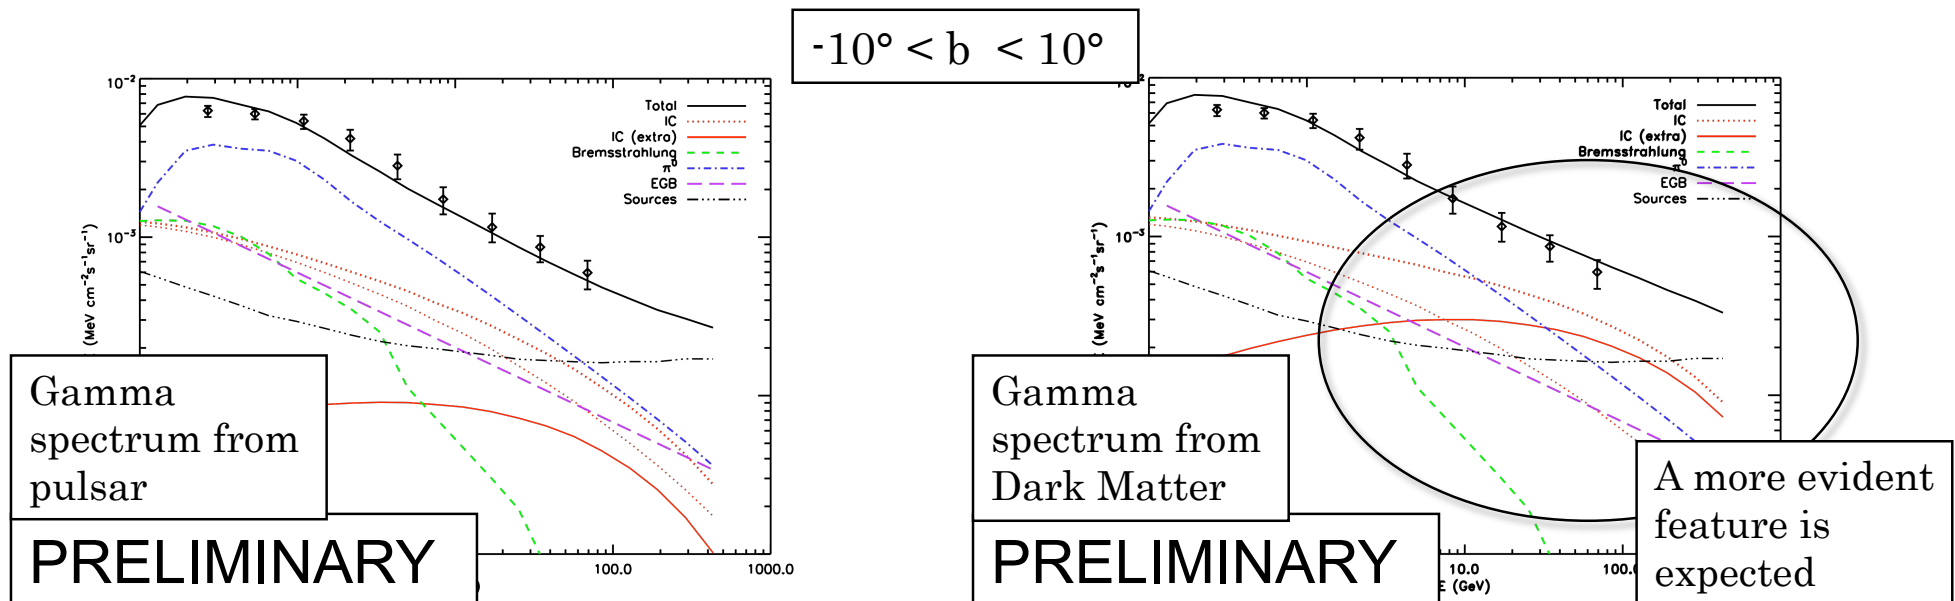 -10° < b < 10°
10⁻²
Total
IC
IC (extra)
Bremsstrahlung
π⁰
EGB
Sources
10⁻³
(MeV cm⁻²s⁻¹sr⁻¹)
Gamma
spectrum from
pulsar
PRELIMINARY
100.0
1000.0
Total
IC
IC (extra)
Bremsstrahlung
π⁰
EGB
Sources
10⁻³
(MeV cm⁻²s⁻¹sr⁻¹)
Gamma
spectrum from
Dark Matter
PRELIMINARY
10.0
100.
E (GeV)
A more evident
feature is
expected